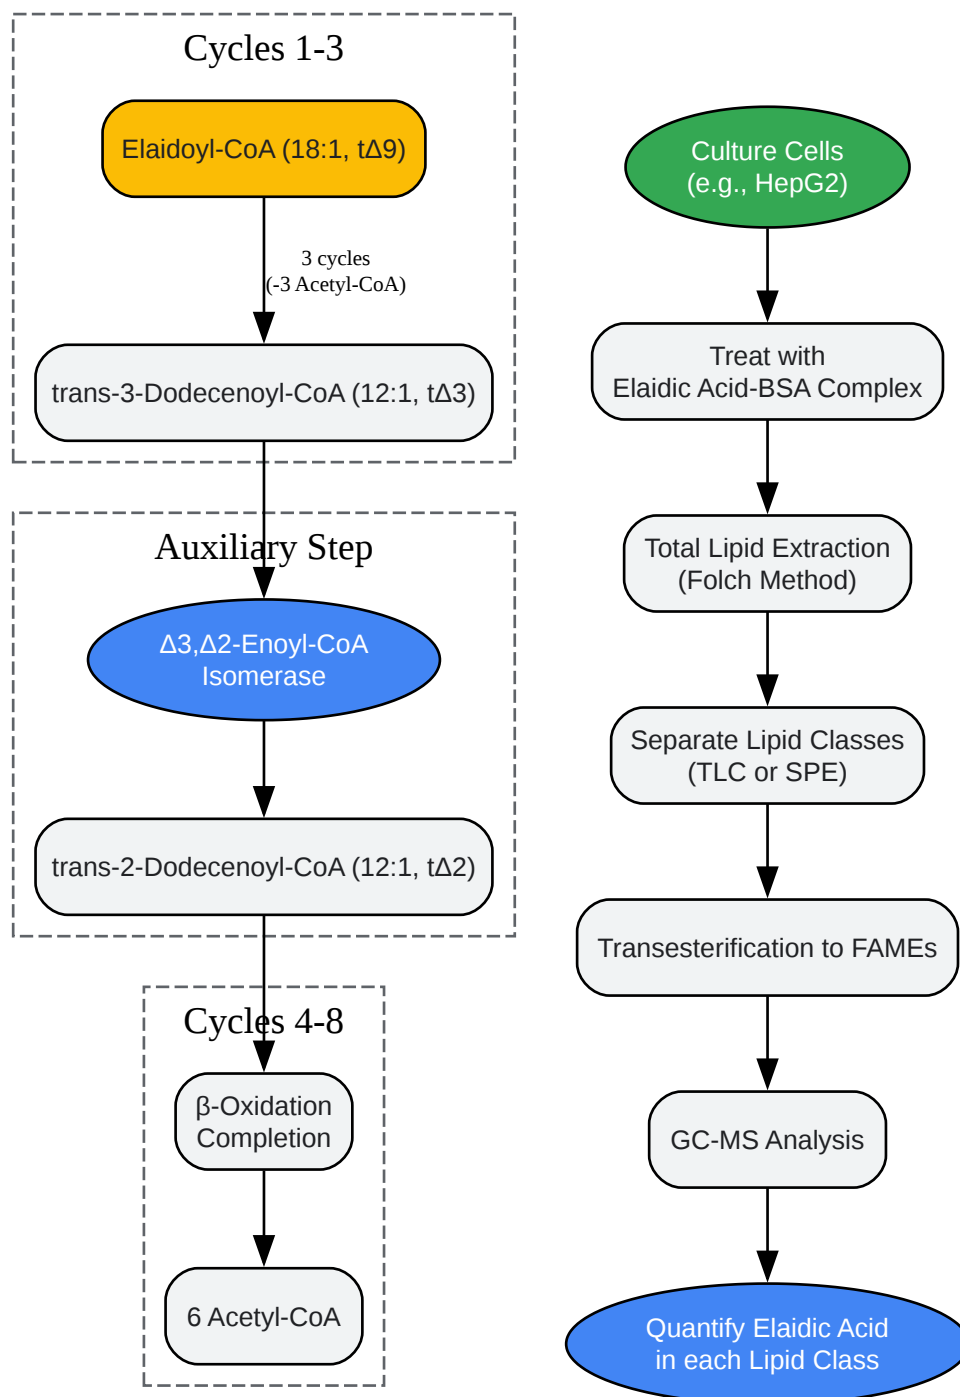 Cycles 1-3
Elaidoyl-CoA (18:1, tΔ9)
3 cycles
(-3 Acetyl-CoA)
trans-3-Dodecenoyl-CoA (12:1, tΔ3)
Auxiliary Step
Δ3,Δ2-Enoyl-CoA
Isomerase
trans-2-Dodecenoyl-CoA (12:1, tΔ2)
Cycles 4-8
β-Oxidation
Completion
6 Acetyl-CoA
Culture Cells
(e.g., HepG2)
Treat with
Elaidic Acid-BSA Complex
Total Lipid Extraction
(Folch Method)
Separate Lipid Classes
(TLC or SPE)
Transesterification to FAMEs
GC-MS Analysis
Quantify Elaidic Acid
in each Lipid Class